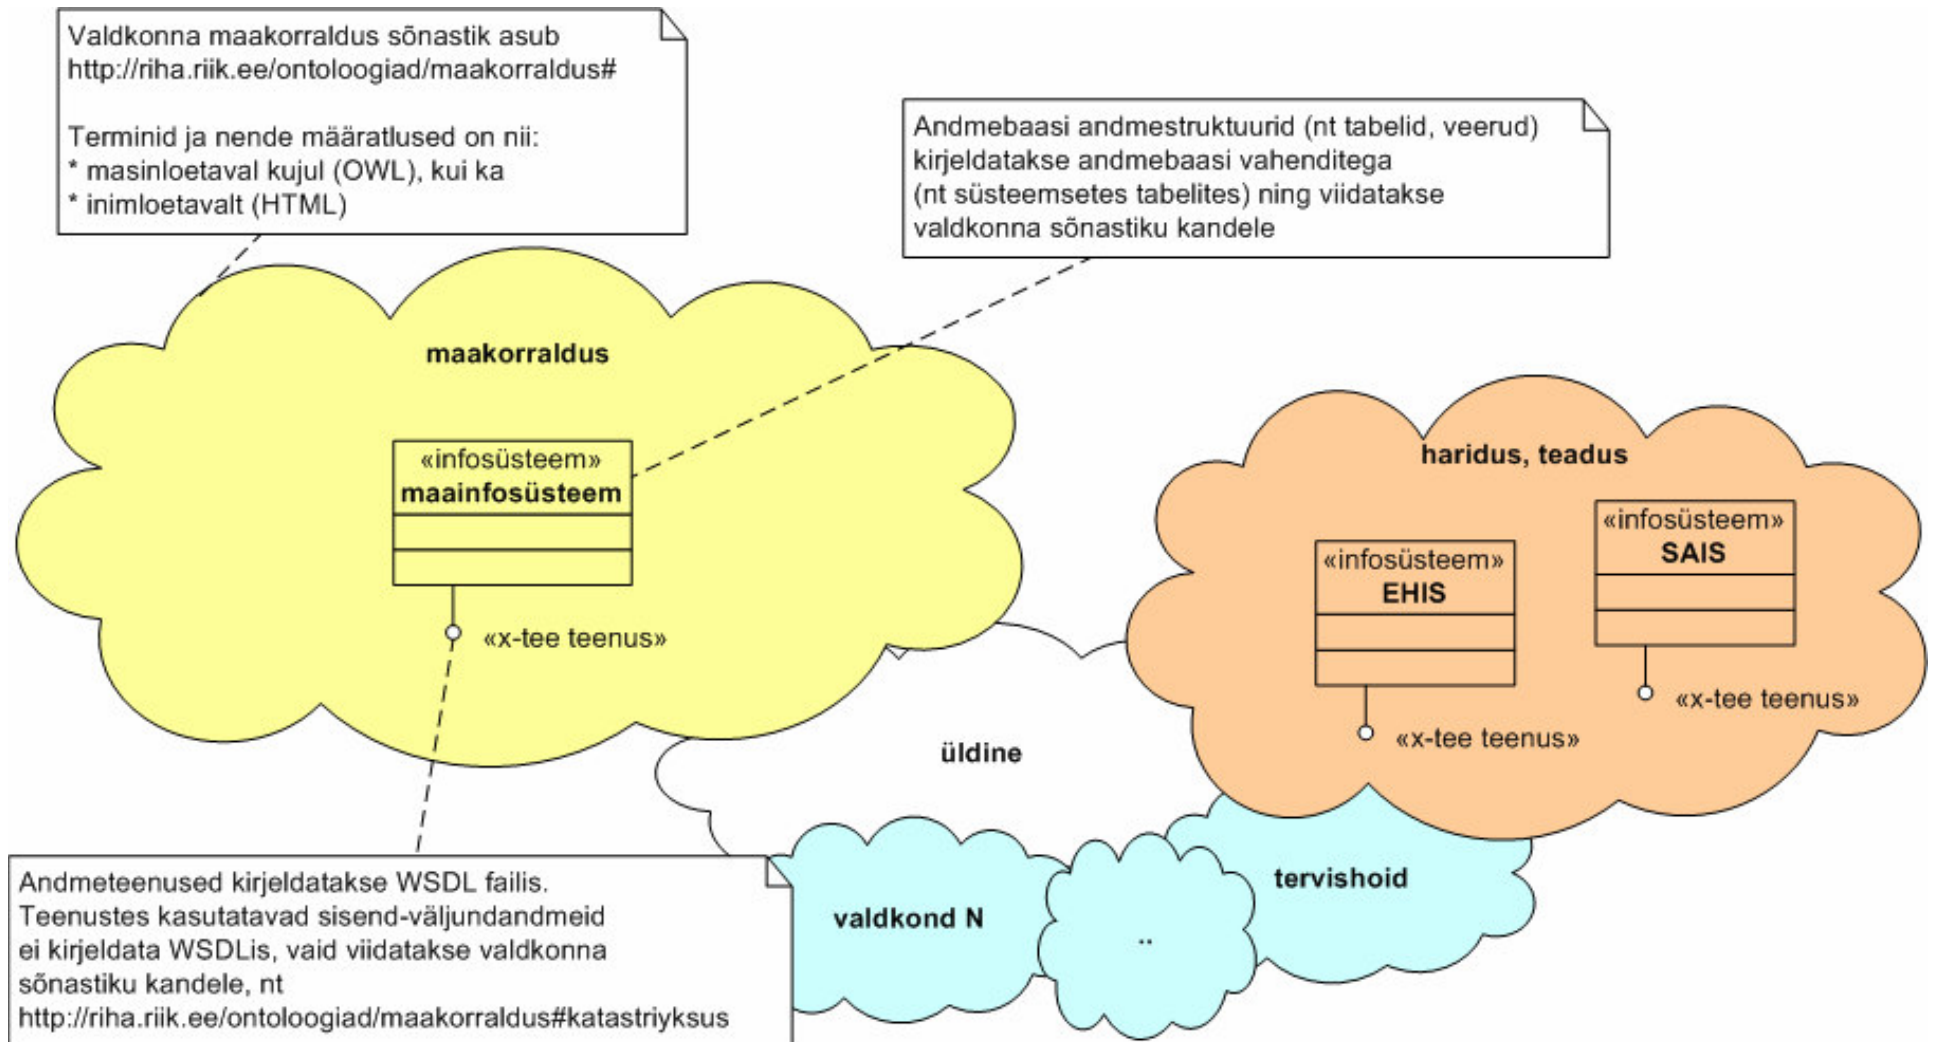 Valdkonna maakorraldus sõnastik asub
http://riha.riik.ee/ontoloogiad/maakorraldus#
Terminid ja nende määratlused on nii:
* masinloetaval kujul (OWL), kui ka
* inimloetavalt (HTML)
Andmebaasi andmestruktuurid (nt tabelid, veerud)
kirjeldatakse andmebaasi vahenditega
(nt süsteemsetes tabelites) ning viidatakse
valdkonna sõnastiku kandele
maakorraldus
«infosüsteem»
maainfosüsteem
«x-tee teenus»
haridus, teadus
«infosüsteem»
EHIS
«x-tee teenus»
«infosüsteem»
SAIS
«x-tee teenus»
üldine
tervishoid
valdkond N
..
Andmeteenused kirjeldatakse WSDL failis.
Teenustes kasutatavad sisend-väljundandmeid
ei kirjeldata WSDLis, vaid viidatakse valdkonna
sõnastiku kandele, nt
http://riha.riik.ee/ontoloogiad/maakorraldus#katastriyksus